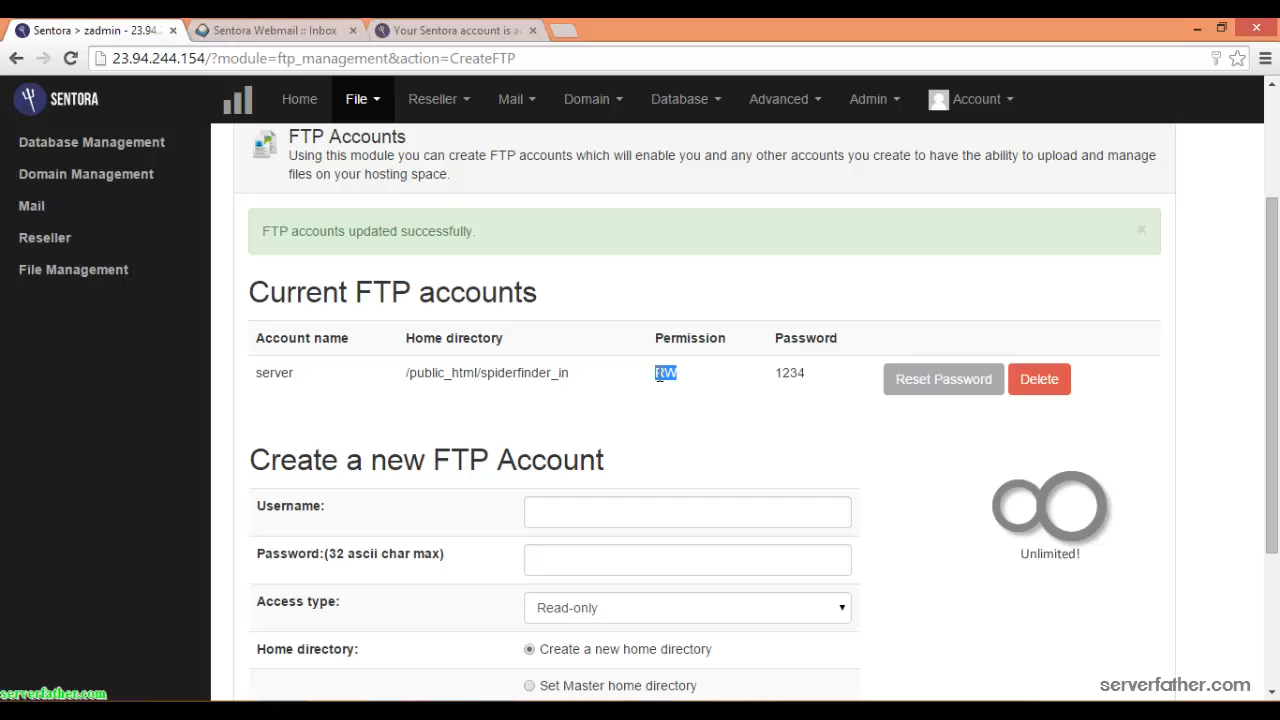 Sentora > zadmin - 23.94.
Sentora Webmail :: Inbox
Your Sentora account is a
23.94.244.154/?module=ftp_management&action=CreateFTP
SENTORA
Home
File
Reseller
Mail
Domain
Database
Advanced
Admin
Account
Database Management
Domain Management
Mail
Reseller
File Management
FTP Accounts
Using this module you can create FTP accounts which will enable you and any other accounts you create to have the ability to upload and manage
files on your hosting space.
FTP accounts updated successfully.
Current FTP accounts
Account name Home directory Permission Password
server /public_html/spiderfinder_in RW 1234 Reset Password Delete
Create a new FTP Account
Username:
Password:(32 ascii char max)
Unlimited!
Access type: Read-only
Home directory: Create a new home directory
Set Master home directory
serverfather.com
serverfather.com